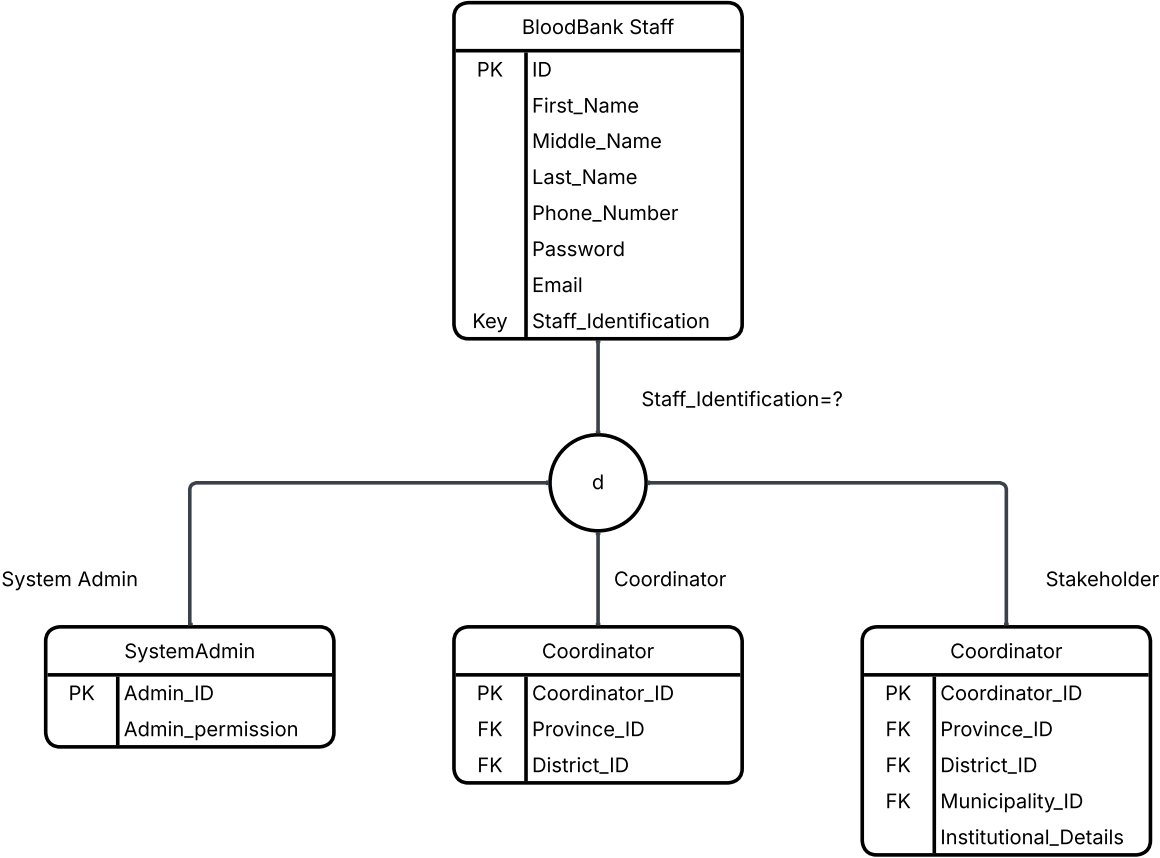 BloodBank Staff
PK ID
First_Name
Middle_Name
Last_Name
Phone_Number
Password
Email
Key Staff_Identification
Staff_Identification=?
d
System Admin
Coordinator
Stakeholder
SystemAdmin
PK Admin_ID
Admin_permission
Coordinator
PK Coordinator_ID
FK Province_ID
FK District_ID
Coordinator
PK Coordinator_ID
FK Province_ID
FK District_ID
FK Municipality_ID
Institutional_Details